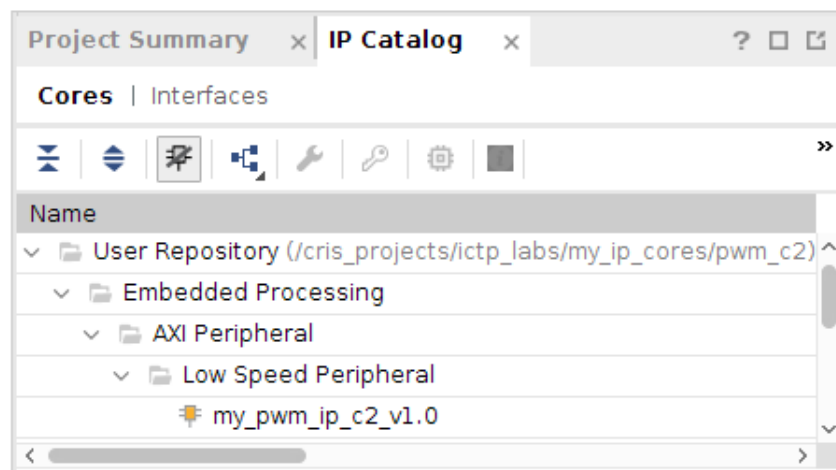 Project Summary × IP Catalog × ?
Cores | Interfaces
»
Name
User Repository (/cris_projects/ictp_labs/my_ip_cores/pwm_c2)
Embedded Processing
AXI Peripheral
Low Speed Peripheral
my_pwm_ip_c2_v1.0